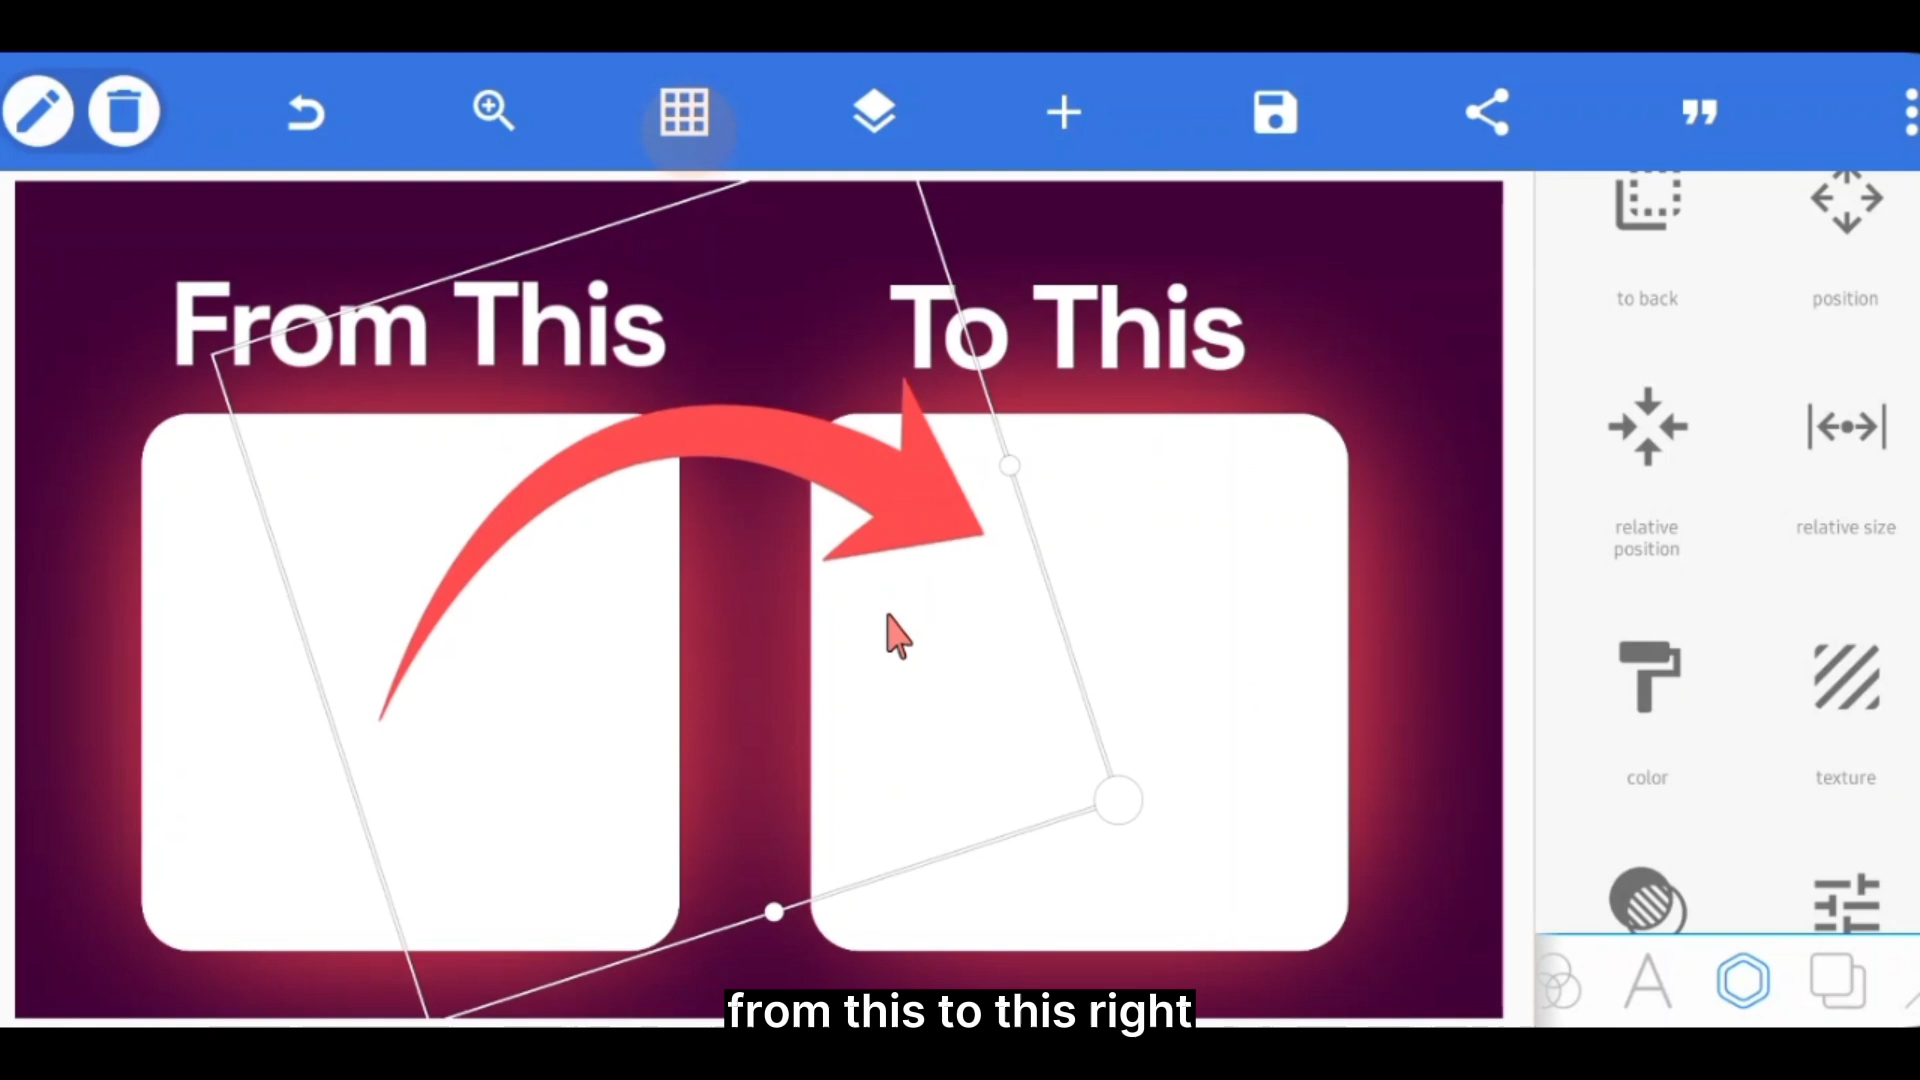 From This
To This
to back
position
relative
position
relative size
color
texture
from this to this right